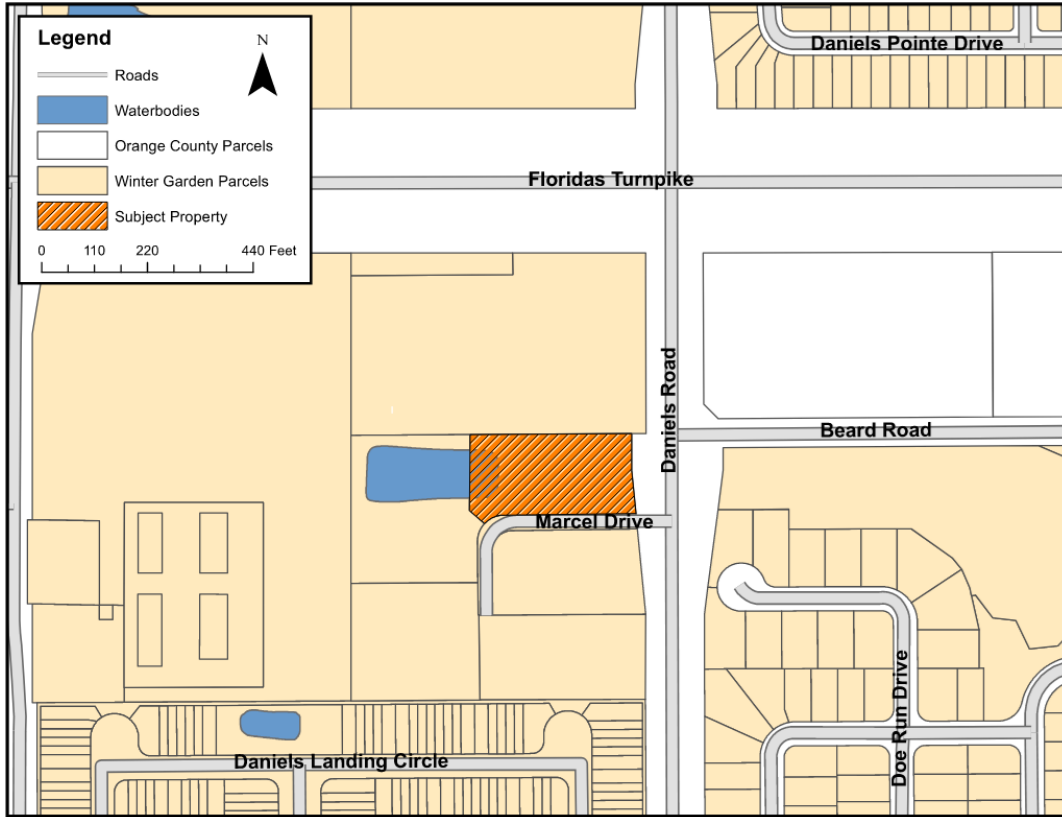 Legend
N
Roads
Waterbodies
Orange County Parcels
Winter Garden Parcels
Subject Property
0 110 220 440 Feet
Daniels Pointe Drive
Floridas Turnpike
Daniels Road
Beard Road
Marcel Drive
Doe Run Drive
Daniels Landing Circle